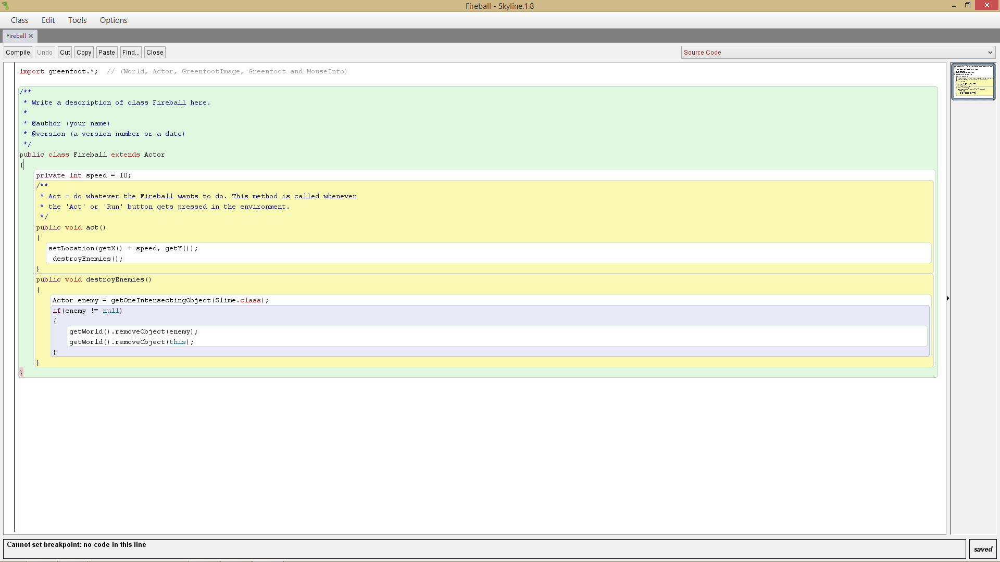 Fireball - Skyline.1.8
Class Edit Tools Options
Fireball
Compile Undo Cut Copy Paste Find... Close Source Code
import greenfoot.*;  // (World, Actor, GreenfootImage, Greenfoot and MouseInfo)
/**
 * Write a description of class Fireball here.
 *
 * @author (your name)
 * @version (a version number or a date)
 */
public class Fireball extends Actor
{
    private int speed = 10;
    /**
     * Act - do whatever the Fireball wants to do. This method is called whenever
     * the 'Act' or 'Run' button gets pressed in the environment.
     */
    public void act()
    {
       setLocation(getX() + speed, getY());
        destroyEnemies();
    }
    public void destroyEnemies()
    {
        Actor enemy = getOneIntersectingObject(Slime.class);
        if(enemy != null)
        {
            getWorld().removeObject(enemy);
            getWorld().removeObject(this);
        }
    }
}
Cannot set breakpoint: no code in this line
saved